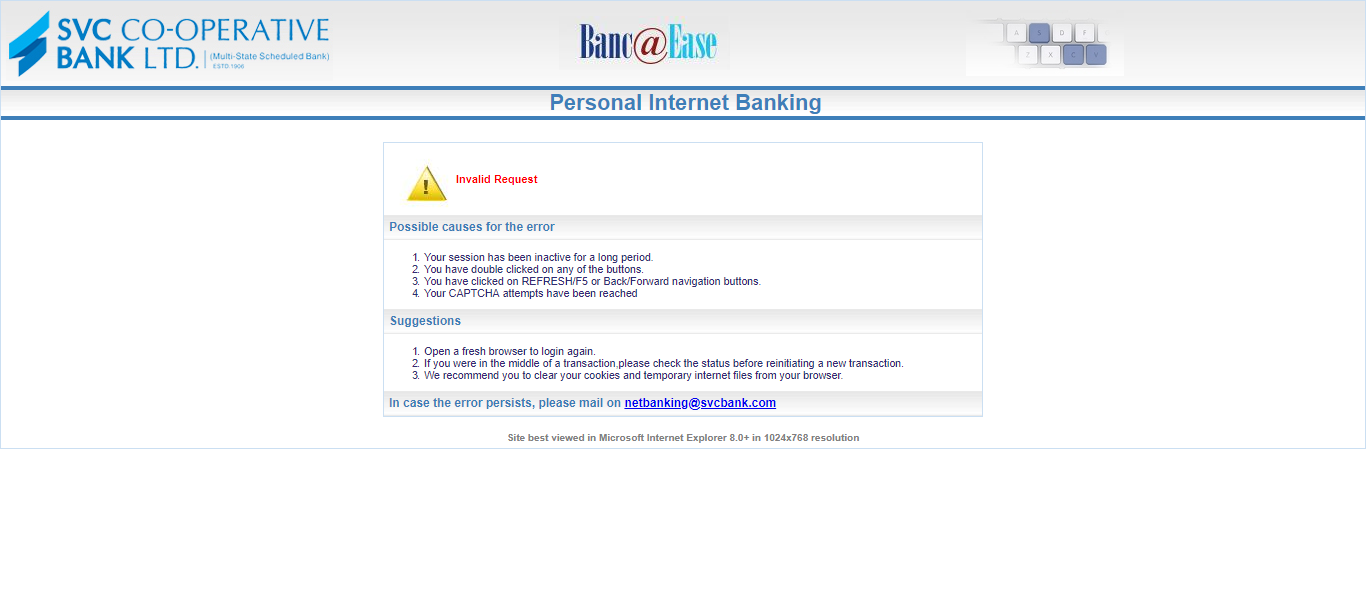 SVC CO-OPERATIVE
BANK LTD. (Multi-State Scheduled Bank)
ESTD.1906
Banc@Ease
A S D F
Z X C
Personal Internet Banking
Invalid Request
Possible causes for the error
1. Your session has been inactive for a long period.
2. You have double clicked on any of the buttons.
3. You have clicked on REFRESH/F5 or Back/Forward navigation buttons.
4. Your CAPTCHA attempts have been reached
Suggestions
1. Open a fresh browser to login again.
2. If you were in the middle of a transaction,please check the status before reinitiating a new transaction.
3. We recommend you to clear your cookies and temporary internet files from your browser.
In case the error persists, please mail on netbanking@svcbank.com
Site best viewed in Microsoft Internet Explorer 8.0+ in 1024x768 resolution